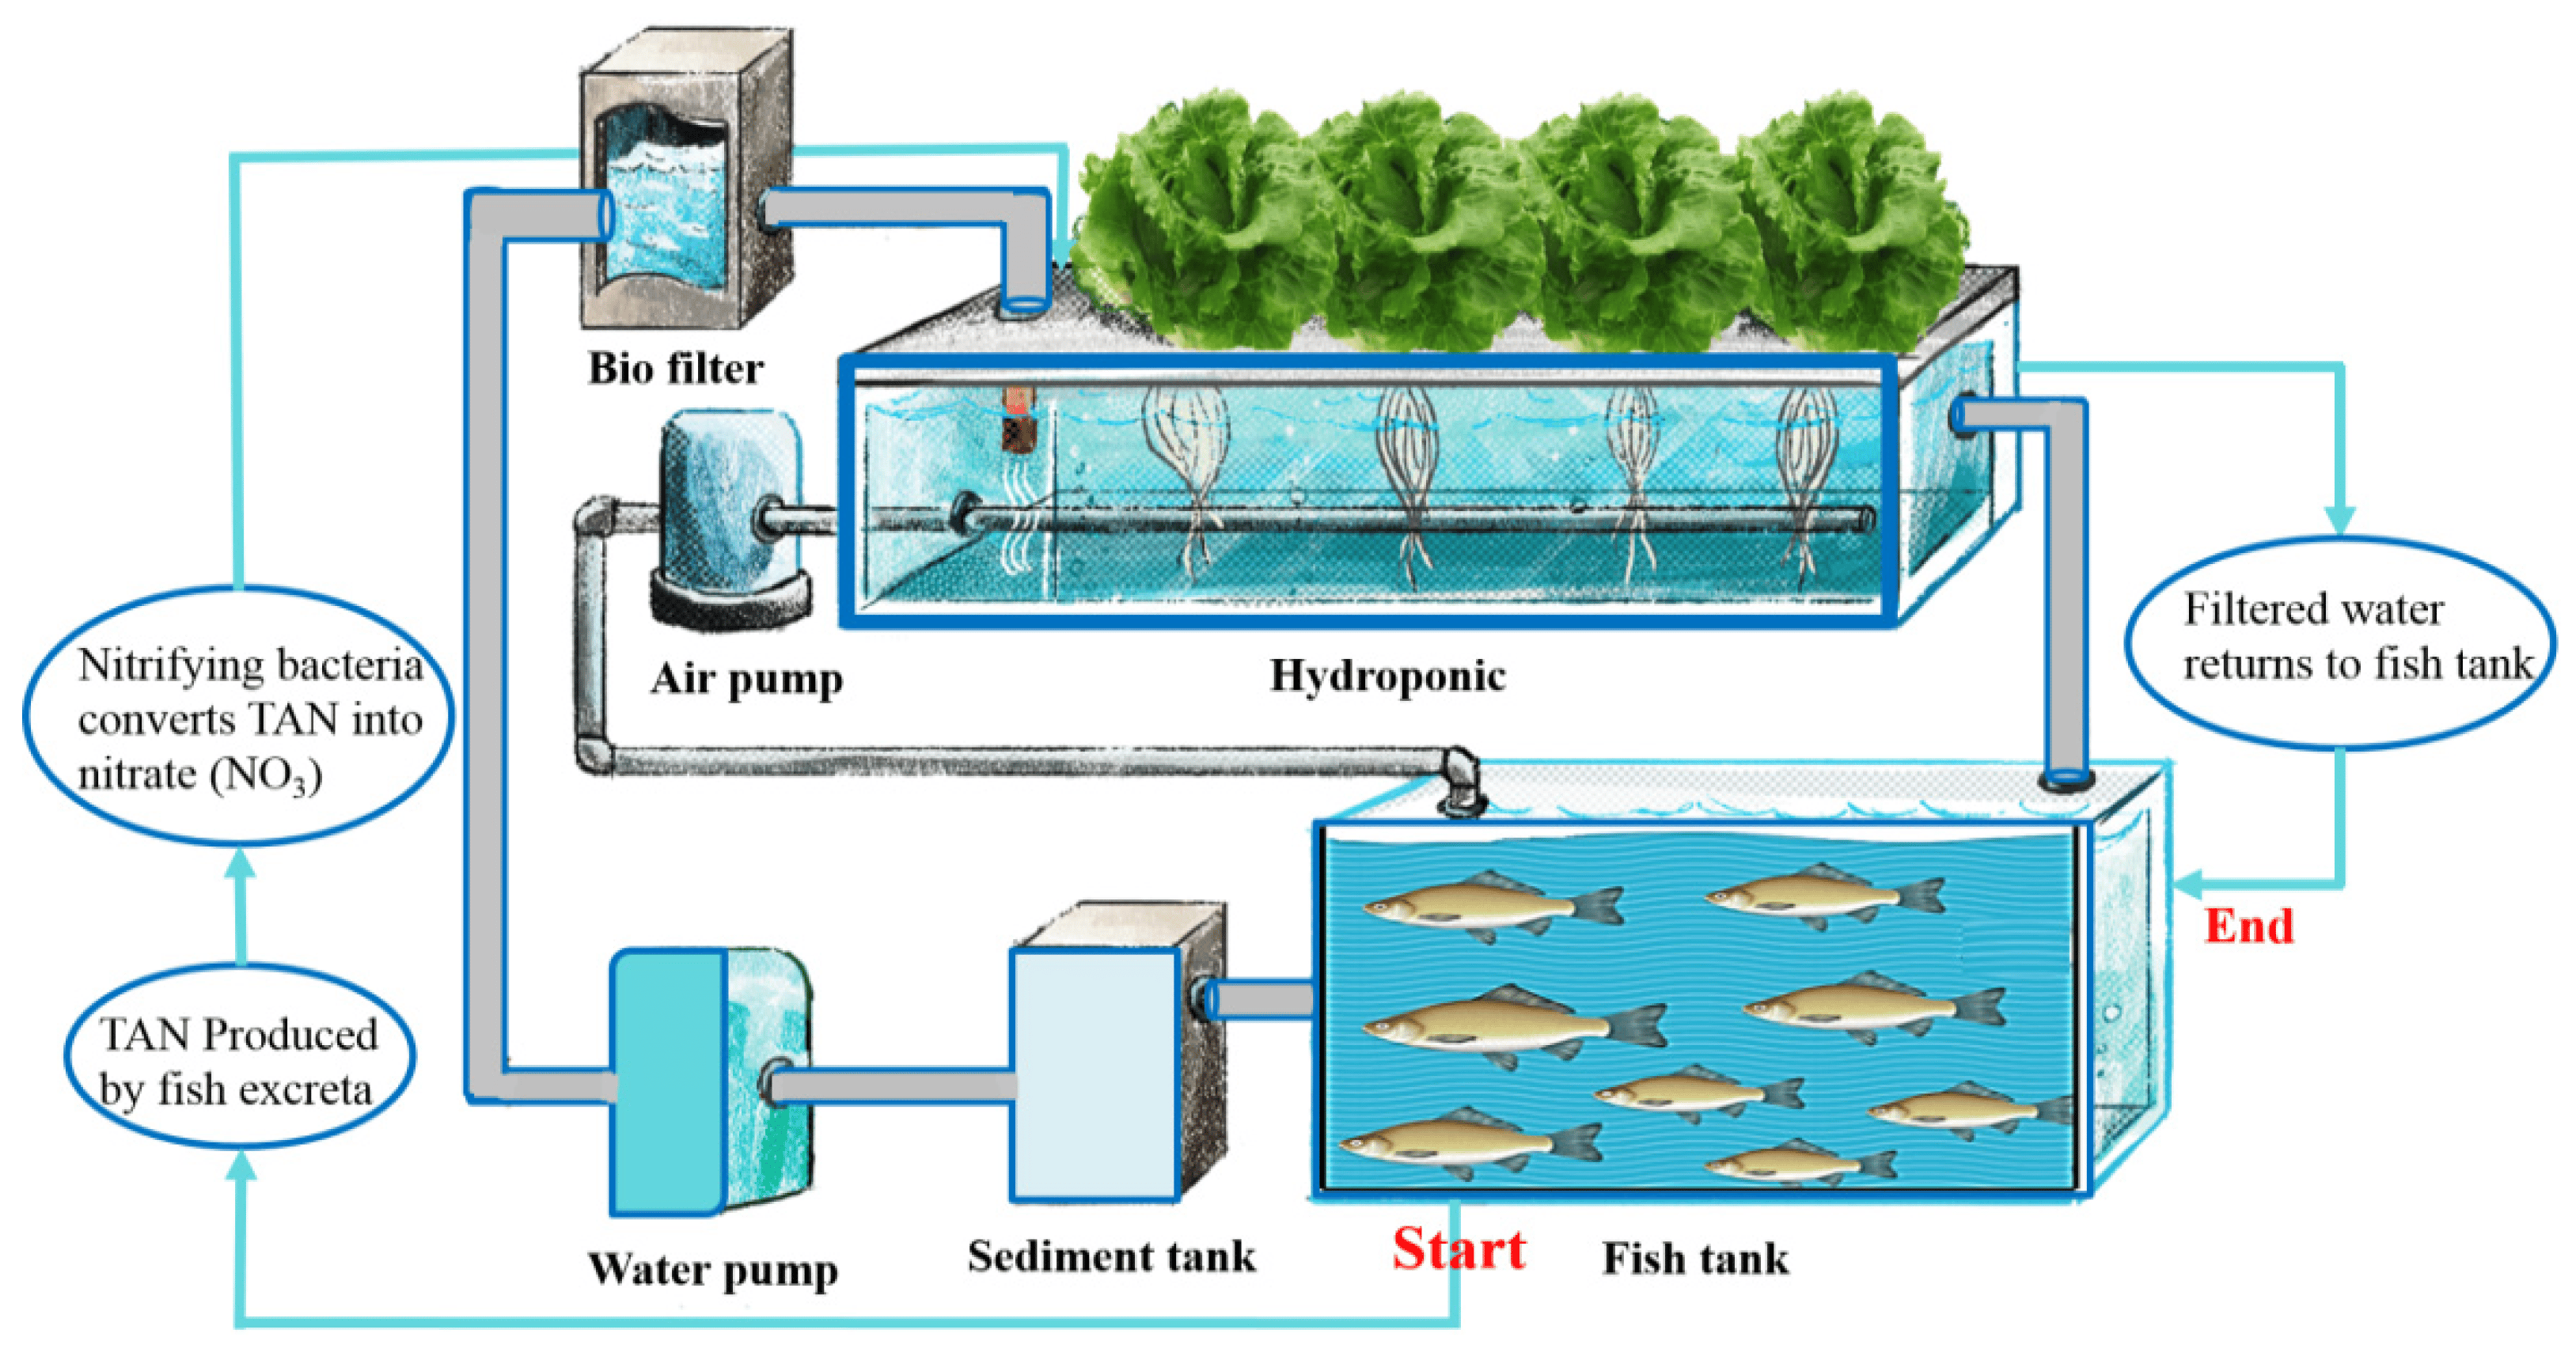 Bio filter
Air pump
Hydroponic
Nitrifying bacteria
converts TAN into
nitrate (NO₃)
Filtered water
returns to fish tank
End
TAN Produced
by fish excreta
Water pump
Sediment tank
Start
Fish tank